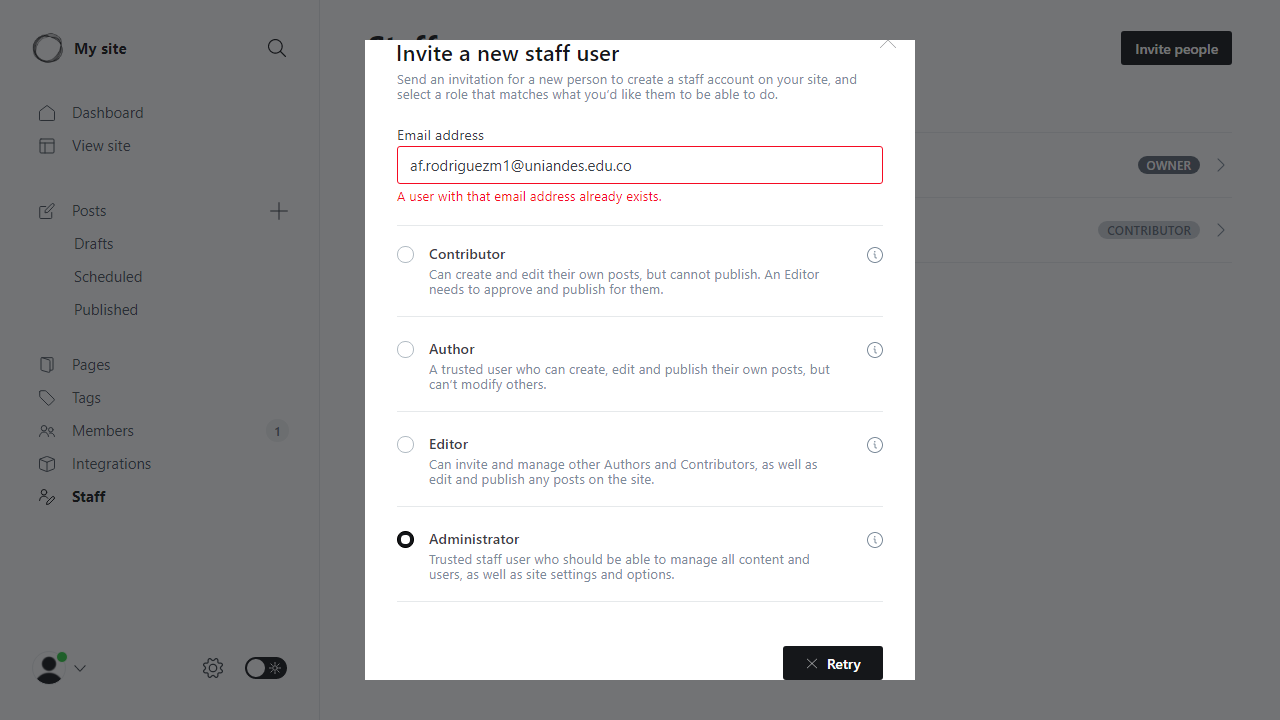 My site
Dashboard
View site
Posts
Drafts
Scheduled
Published
Pages
Tags
Members
1
Integrations
Staff
Staff
Invite people
OWNER
CONTRIBUTOR
Invite a new staff user
Send an invitation for a new person to create a staff account on your site, and
select a role that matches what you’d like them to be able to do.
Email address
af.rodriguezm1@uniandes.edu.co
A user with that email address already exists.
Contributor
Can create and edit their own posts, but cannot publish. An Editor
needs to approve and publish for them.
Author
A trusted user who can create, edit and publish their own posts, but
can’t modify others.
Editor
Can invite and manage other Authors and Contributors, as well as
edit and publish any posts on the site.
Administrator
Trusted staff user who should be able to manage all content and
users, as well as site settings and options.
Retry